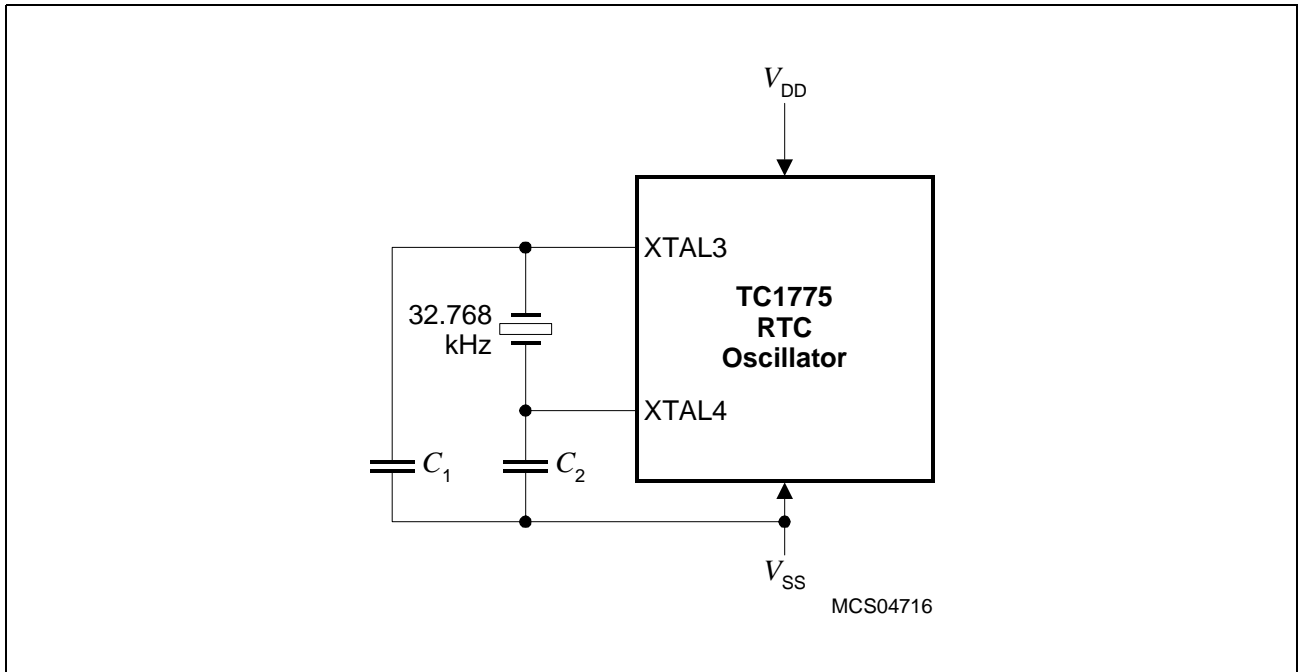 VDD
XTAL3
32.768
kHz
TC1775
RTC
Oscillator
XTAL4
C1
C2
VSS
MCS04716